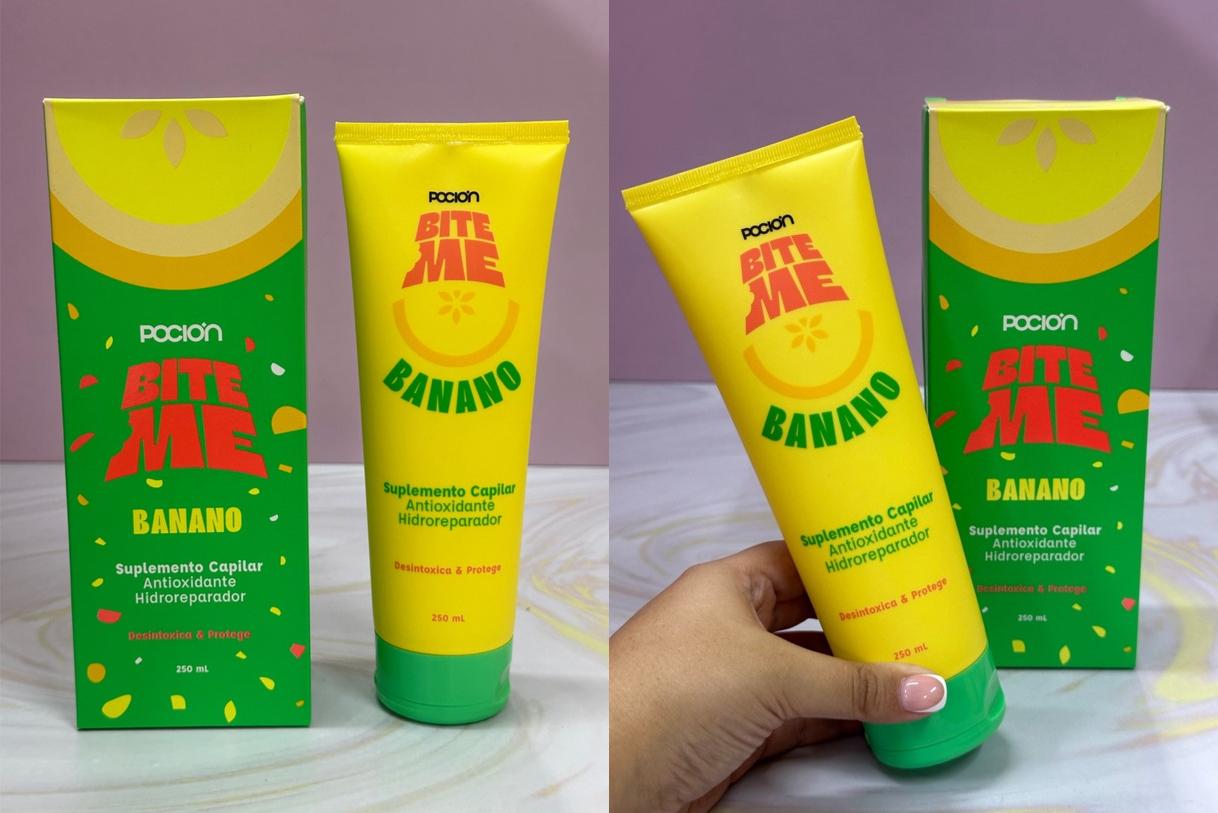 POCIÓN
BITE
ME
BANANO
Suplemento Capilar
Antioxidante
Hidroreparador
Desintoxica & Protege
250 mL
POCIÓN
BITE
ME
BANANO
Suplemento Capilar
Antioxidante
Hidroreparador
Desintoxica & Protege
250 mL
POCIÓN
BITE
ME
BANANO
Suplemento Capilar
Antioxidante
Hidroreparador
Desintoxica & Protege
250 mL
POCIÓN
BITE
ME
BANANO
Suplemento Capilar
Antioxidante
Hidroreparador
Desintoxica & Protege
250 mL